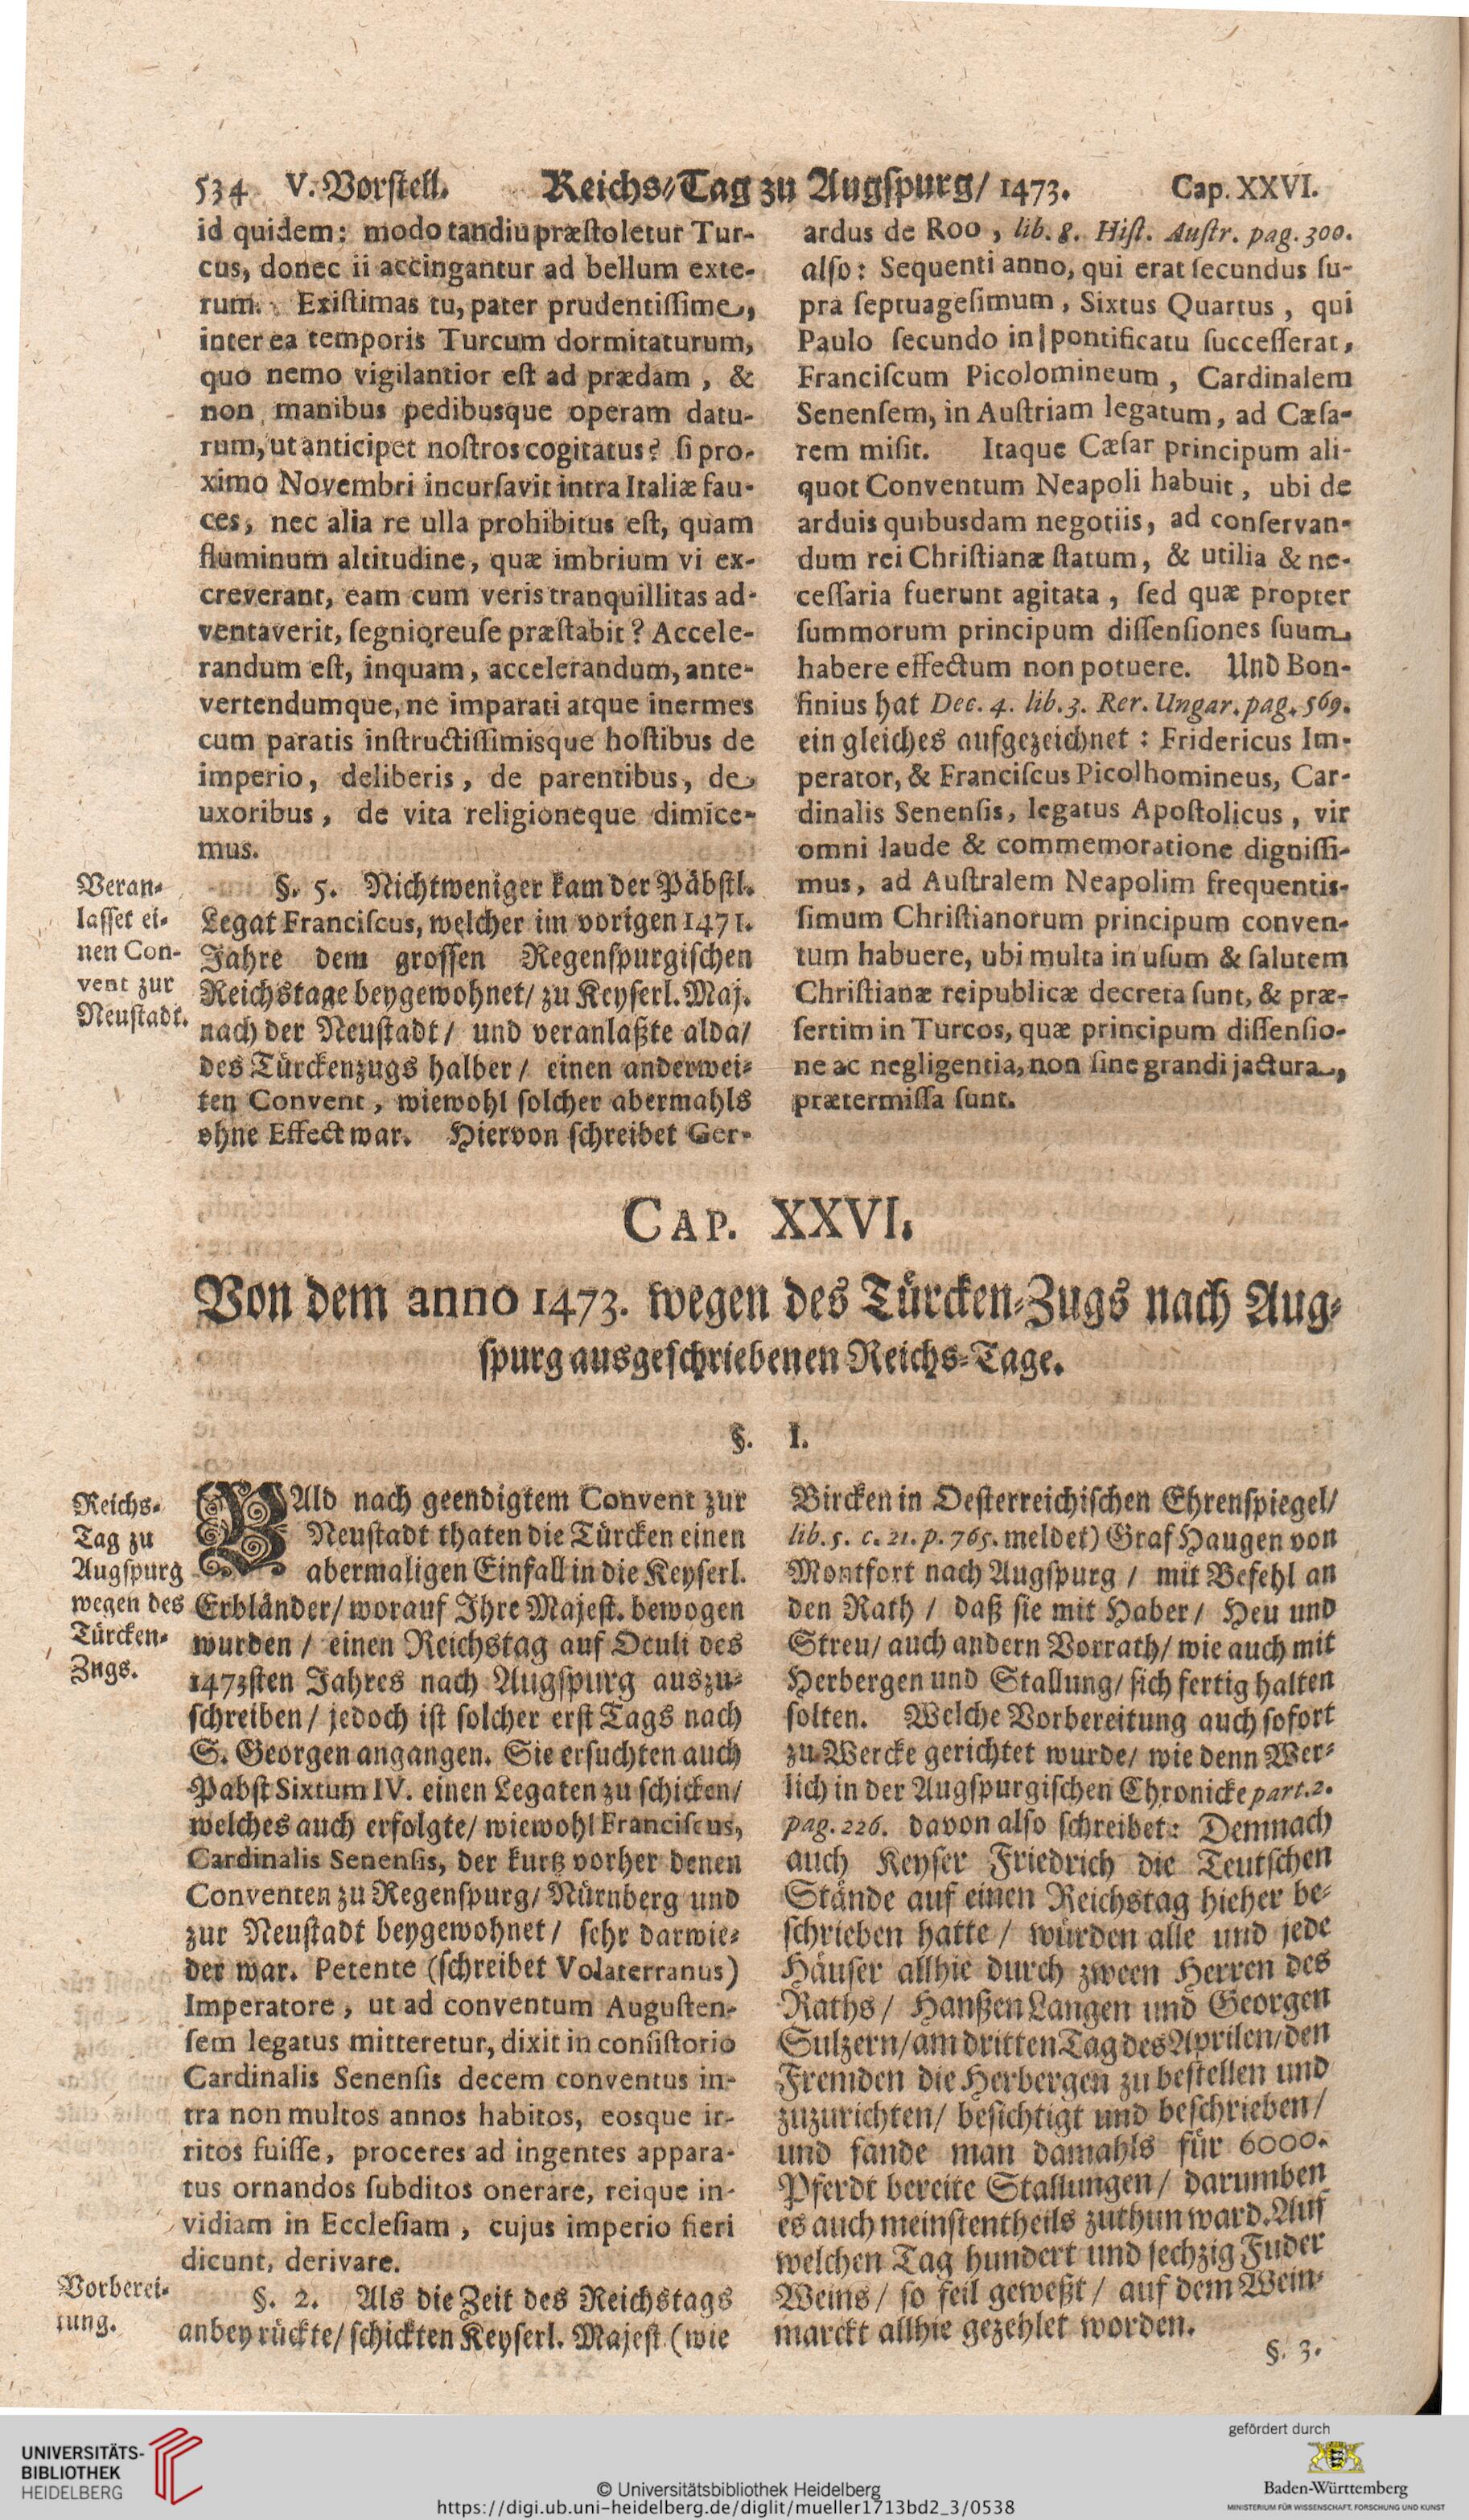 534 V. Vorstell. Reichs-Tag zu Augspurg/ 1473. Cap. XXVI.
id quidem: modo tandiu præstoletur Tur-
cus, donec ii accingantur ad bellum exte-
rum. Existimas tu, pater prudentissime,
inter ea temporis Turcum dormitaturum,
quo nemo vigilantior est ad prædam, &
non manibus pedibusque operam datu-
rum, ut anticipet nostros cogitatus? si pro-
ximo Novembri incursavit intra Italiæ fau-
ces, nec alia re ulla prohibitus est, quam
fluminum altitudine, quæ imbrium vi ex-
creverant, eam cum veris tranquillitas ad-
ventaverit, segnioreuse præstabit? Accele-
randum est, inquam, accelerandum, ante-
vertendumque, ne imparati atque inermes
cum paratis instructissimisque hostibus de
imperio, deliberis, de parentibus, de
uxoribus, de vita religioneque dimice-
mus.
Veran-
lasset ei-
nen Con-
vent zur
Neustadt.
§. 5. Nichtweniger kam der Päbstl.
Legat Franciscus, welcher im vorigen 1471.
Jahre dem grossen Regenspurgischen
Reichstage beygewohnet/ zu Keyserl. Maj.
nach der Neustadt/ und veranlaßte alda/
des Türckenzugs halber/ einen anderwei-
ten Convent, wiewohl solcher abermahls
ohne Effect war. Hiervon schreibet Ger-
ardus de Roo, lib. 8. Hist. Austr. pag. 300.
also: Sequenti anno, qui erat secundus su-
pra septuagesimum, Sixtus Quartus, qui
Paulo secundo in pontificatu successerat,
Franciscum Picolomineum, Cardinalem
Senensem, in Austriam legatum, ad Cæsa-
rem misit. Itaque Cæsar principum ali-
quot Conventum Neapoli habuit, ubi de
arduis quibusdam negotiis, ad conservan-
dum rei Christianæ statum, & utilia & ne-
cessaria fuerunt agitata, sed quæ propter
summorum principum dissensiones suum
habere effectum non potuere. Und Bon-
finius hat Dec. 4. lib. 3. Rer. Ungar. pag. 569.
ein gleiches aufgezeichnet: Fridericus Im-
perator, & Franciscus Picolhomineus, Car-
dinalis Senensis, legatus Apostolicus, vir
omni laude & commemoratione dignissi-
mus, ad Australem Neapolim frequentis-
simum Christianorum principum conven-
tum habuere, ubi multa in usum & salutem
Christianæ reipublicæ decreta sunt, & præ-
sertim in Turcos, quæ principum dissensio-
ne ac negligentia, non sine grandi jactura,
prætermissa sunt.
CAP. XXVI.
Von dem anno 1473. wegen des Türcken-Zugs nach Aug-
spurg ausgeschriebenen Reichs-Tage.
§. I.
Reichs-
Tag zu
Augspurg
wegen des
Türcken-
Zugs.
BAld nach geendigtem Convent zur
Neustadt thaten die Türcken einen
abermaligen Einfall in die Keyserl.
Erbländer/ worauf Ihre Majest. bewogen
wurden/ einen Reichstag auf Oculi des
1473sten Jahres nach Augspurg auszu-
schreiben/ jedoch ist solcher erst Tags nach
S. Georgen angangen. Sie ersuchten auch
Pabst Sixtum IV. einen Legaten zu schicken/
welches auch erfolgte/ wiewohl Franciscus,
Cardinalis Senensis, der kurtz vorher denen
Conventen zu Regenspurg/ Nürnberg und
zur Neustadt beygewohnet/ sehr darwie-
der war. Petente (schreibet Volaterranus)
Imperatore, ut ad conventum Augusten-
sem legatus mitteretur, dixit in consistorio
Cardinalis Senensis decem conventus in-
tra non multos annos habitos, eosque ir-
ritos fuisse, proceres ad ingentes appara-
tus ornandos subditos onerare, reique in-
vidiam in Ecclesiam, cujus imperio fieri
dicunt, derivare.
Vorberei-
tung.
§. 2. Als die Zeit des Reichstags
anbey rückte/ schickten Keyserl. Majest. (wie
Bircken in Oesterreichischen Ehrenspiegel/
lib. 5. c. 21. p. 765. meldet) Graf Haugen von
Montfort nach Augspurg/ mit Befehl an
den Rath/ daß sie mit Haber/ Heu und
Streu/ auch andern Vorrath/ wie auch mit
Herbergen und Stallung/ sich fertig halten
solten. Welche Vorbereitung auch sofort
zu Wercke gerichtet wurde/ wie denn Wer-
lich in der Augspurgischen Chronicke part. 2.
pag. 226. davon also schreibet: Demnach
auch Keyser Friedrich die Teutschen
Stände auf einen Reichstag hieher be-
schrieben hatte/ würden alle und jede
Häuser allhie durch zween Herren des
Raths/ Hanßen Langen und Georgen
Sulzern/ am dritten Tag des Aprilen/ den
Fremden die Herbergen zu bestellen und
zuzurichten/ besichtigt und beschrieben/
und fande man damahls für 6000.
Pferdt bereite Stallungen/ darumben
es auch meinstentheils zuthun ward. Auf
welchen Tag hundert und sechzig Fuder
Weins/ so feil geweßt/ auf dem Wein-
marckt allhie gezehlet worden.
§. 3.
UNIVERSITÄTS-
BIBLIOTHEK
HEIDELBERG
© Universitätsbibliothek Heidelberg
https://digi.ub.uni-heidelberg.de/diglit/mueller1713bd2_3/0538
gefördert durch
Baden-Württemberg
MINISTERIUM FÜR WISSENSCHAFT, FORSCHUNG UND KUNST